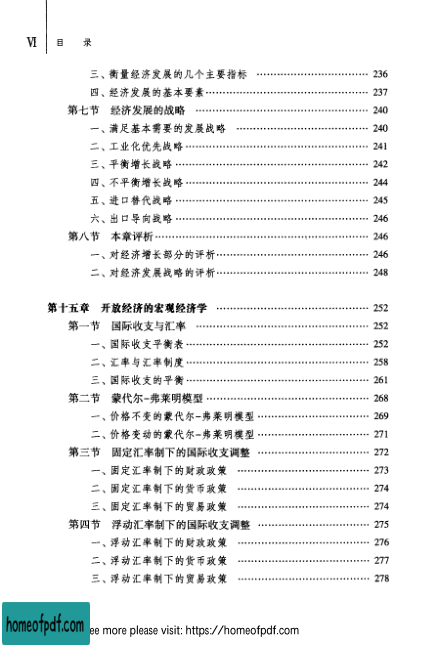 Ⅵ 目 录
三、衡量经济发展的几个主要指标 …………………………… 236
四、经济发展的基本要素…………………………………… 237
第七节 经济发展的战略 …………………………………… 240
一、满足基本需要的发展战略 ……………………………… 240
二、工业化优先战略………………………………………… 241
三、平衡增长战略…………………………………………… 242
四、不平衡增长战略………………………………………… 244
五、进口替代战略…………………………………………… 245
六、出口导向战略…………………………………………… 246
第八节 本章评析…………………………………………… 246
一、对经济增长部分的评析………………………………… 246
二、对经济发展战略的评析………………………………… 248
第十五章 开放经济的宏观经济学 ………………………… 252
第一节 国际收支与汇率 …………………………………… 252
一、国际收支平衡表………………………………………… 252
二、汇率与汇率制度………………………………………… 258
三、国际收支的平衡………………………………………… 261
第二节 蒙代尔-弗莱明模型………………………………… 268
一、价格不变的蒙代尔-弗莱明模型………………………… 269
二、价格变动的蒙代尔-弗莱明模型………………………… 271
第三节 固定汇率制下的国际收支调整 …………………… 272
一、固定汇率制下的财政政策 ……………………………… 273
二、固定汇率制下的货币政策 ……………………………… 274
三、固定汇率制下的贸易政策 ……………………………… 274
第四节 浮动汇率制下的国际收支调整 …………………… 275
一、浮动汇率制下的财政政策 ……………………………… 276
二、浮动汇率制下的货币政策 ……………………………… 277
三、浮动汇率制下的贸易政策 ……………………………… 278
homeofpdf.com ee more please visit: https://homeofpdf.com